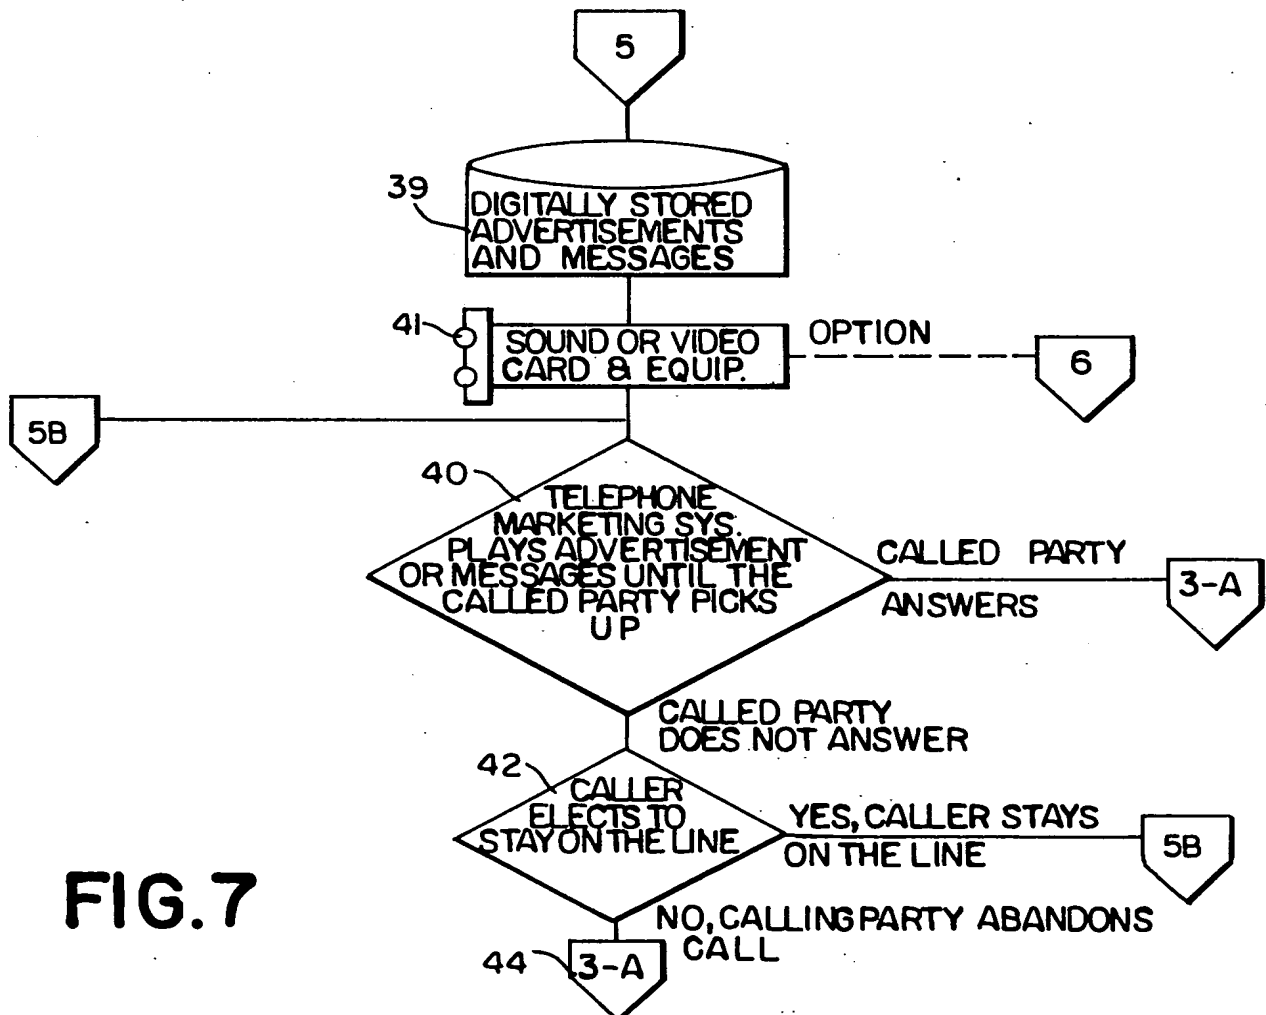 5
39
DIGITALLY STORED
ADVERTISEMENTS
AND MESSAGES
41
SOUND OR VIDEO
CARD & EQUIP.
OPTION
6
5B
40
TELEPHONE
MARKETING SYS.
PLAYS ADVERTISEMENT
OR MESSAGES UNTIL THE
CALLED PARTY PICKS
UP
CALLED PARTY
ANSWERS
3-A
CALLED PARTY
DOES NOT ANSWER
42
CALLER
ELECTS TO
STAY ON THE LINE
YES, CALLER STAYS
ON THE LINE
5B
NO, CALLING PARTY ABANDONS
CALL
44
3-A
FIG. 7